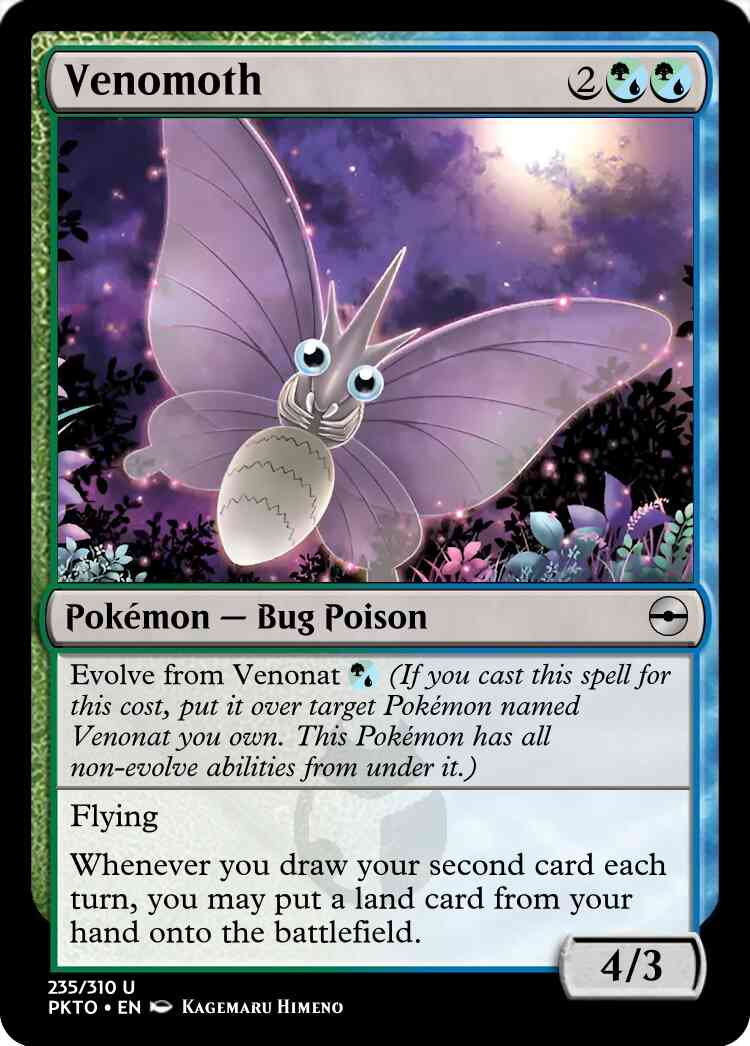 Venomoth 2
Pokémon — Bug Poison
Evolve from Venonat (If you cast this spell for
this cost, put it over target Pokémon named
Venonat you own. This Pokémon has all
non-evolve abilities from under it.)
Flying
Whenever you draw your second card each
turn, you may put a land card from your
hand onto the battlefield.
4/3
235/310 U
PKTO • EN KAGEMARU HIMENO